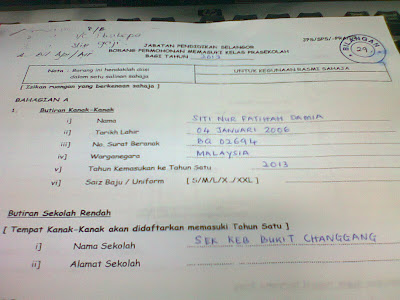 JABATAN PENDIDIKAN SELANGOR
BORANG PERMOHONAN MEMASUKI KELAS PRASEKOLAH
BAGI TAHUN 2013
BILANGAN
29
Nota : Borang ini hendaklah diisi
dalam satu salinan sahaja
UNTUK KEGUNAAN RASMI SAHAJA
[ Isikan ruangan yang berkenaan sahaja ]
BAHAGIAN A
1. Butiran Kanak-Kanak
i] Nama SITI NUR FATIHAH DAMIA
ii] Tarikh Lahir 04 JANUARI 2006
iii] No. Surat Beranak BQ 02694
iv] Warganegara MALAYSIA
v] Tahun Kemasukan ke Tahun Satu 2013
vi] Saiz Baju / Uniform [ S/M/L/X./XXL ]
Butiran Sekolah Rendah
[ Tempat Kanak-Kanak akan didaftarkan memasuki Tahun Satu ]
i] Nama Sekolah SEK KEB BUKIT CHANGGANG
ii] Alamat Sekolah